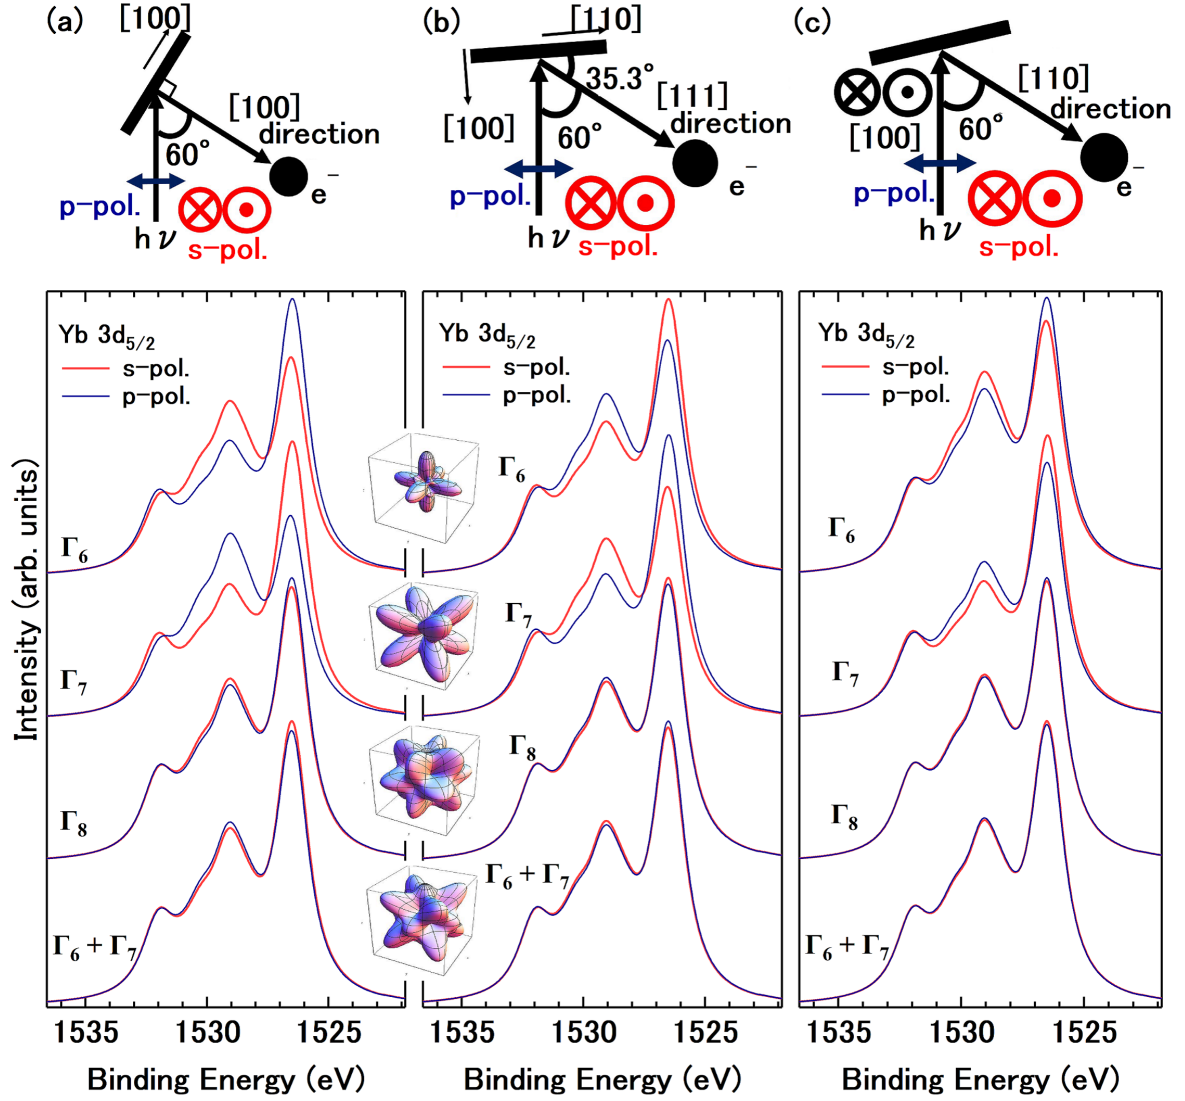 (a)
[100]
[100]
direction
60°
p-pol.
e⁻
hν
s-pol.
(b)
[110]
35.3°
[111]
direction
[100]
60°
p-pol.
e⁻
hν
s-pol.
(c)
[110]
direction
[100]
60°
p-pol.
e⁻
hν
s-pol.
Intensity (arb. units)
Yb 3d5/2
s-pol.
p-pol.
Γ6
Γ7
Γ8
Γ6 + Γ7
1535 1530 1525
Binding Energy (eV)
Yb 3d5/2
s-pol.
p-pol.
Γ6
Γ7
Γ8
Γ6 + Γ7
1535 1530 1525
Binding Energy (eV)
Yb 3d5/2
s-pol.
p-pol.
Γ6
Γ7
Γ8
Γ6 + Γ7
1535 1530 1525
Binding Energy (eV)